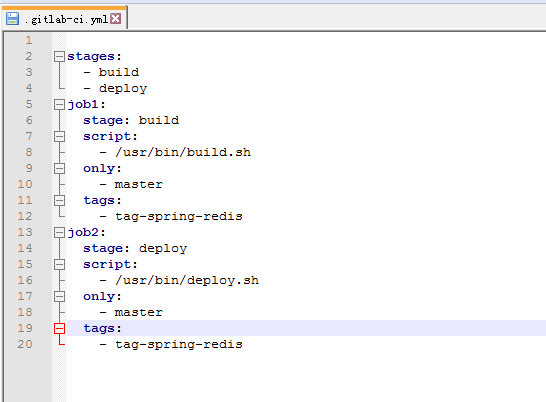 .gitlab-ci.yml
1
2 stages:
3 - build
4 - deploy
5 job1:
6 stage: build
7 script:
8 - /usr/bin/build.sh
9 only:
10 - master
11 tags:
12 - tag-spring-redis
13 job2:
14 stage: deploy
15 script:
16 - /usr/bin/deploy.sh
17 only:
18 - master
19 tags:
20 - tag-spring-redis